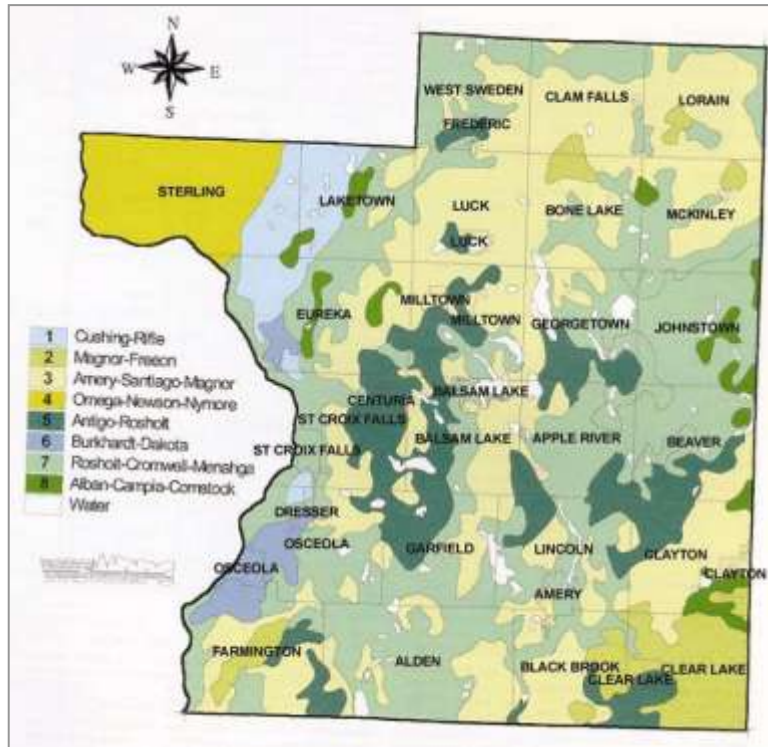 N
W E
S
WEST SWEDEN
CLAM FALLS
LORAIN
FREDERIC
STERLING
LAKETOWN
LUCK
BONE LAKE
MCKINLEY
LUCK
EUREKA
MILLTOWN
MILLTOWN
GEORGETOWN
JOHNSTOWN
1 Cushing-Rifle
2 Magnor-Freeon
3 Amery-Santiago-Magnor
4 Omega-Newson-Nymore
5 Antigo-Rosholt
6 Burkhardt-Dakota
7 Rosholt-Cromwell-Menahga
8 Alban-Campia-Comstock
Water
BALSAM LAKE
CENTURIA
ST CROIX FALLS
ST CROIX FALLS
BALSAM LAKE
APPLE RIVER
BEAVER
DRESSER
OSCEOLA
GARFIELD
LINCOLN
CLAYTON
OSCEOLA
CLAYTON
AMERY
FARMINGTON
ALDEN
BLACK BROOK
CLEAR LAKE
CLEAR LAKE